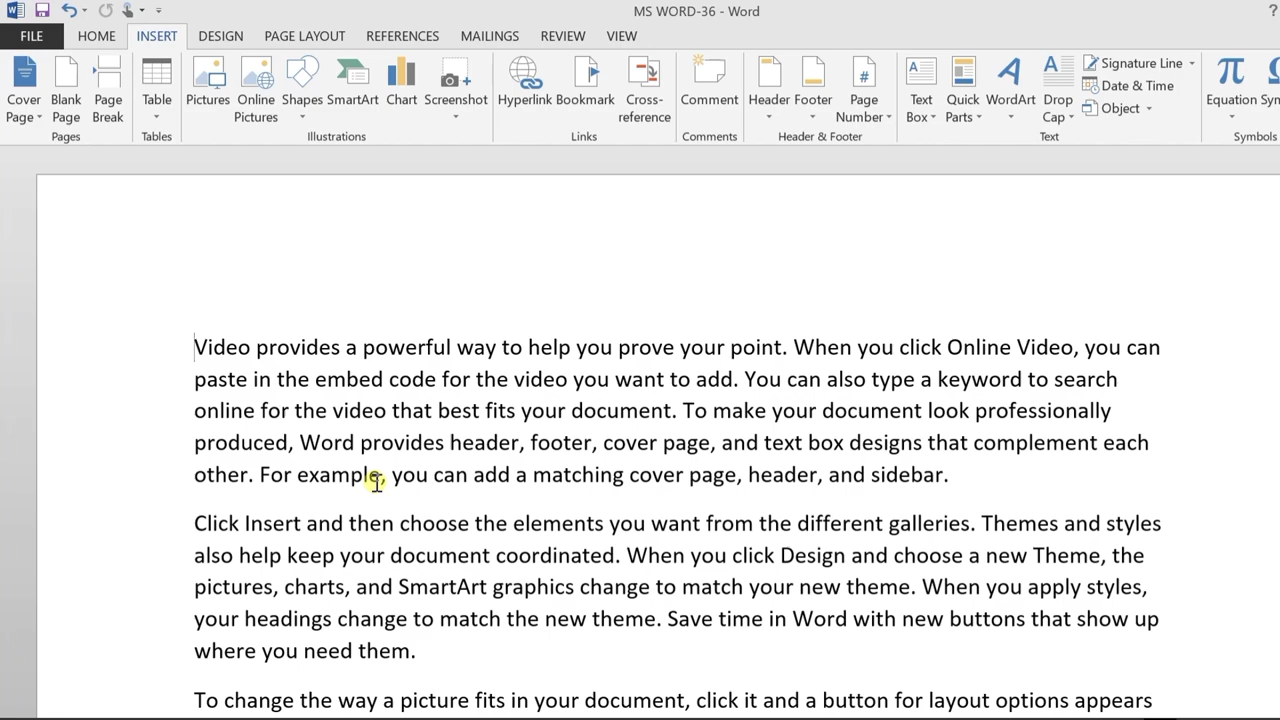 MS WORD-36 - Word
?
FILE HOME INSERT DESIGN PAGE LAYOUT REFERENCES MAILINGS REVIEW VIEW
Cover Page
Blank Page
Page Break
Pages
Table
Tables
Pictures
Online Pictures
Shapes
SmartArt
Chart
Screenshot
Illustrations
Hyperlink
Bookmark
Cross-reference
Links
Comment
Comments
Header
Footer
Page Number
Header & Footer
Text Box
Quick Parts
WordArt
Drop Cap
Signature Line
Date & Time
Object
Text
Equation
Symbols
Video provides a powerful way to help you prove your point. When you click Online Video, you can
paste in the embed code for the video you want to add. You can also type a keyword to search
online for the video that best fits your document. To make your document look professionally
produced, Word provides header, footer, cover page, and text box designs that complement each
other. For example, you can add a matching cover page, header, and sidebar.
Click Insert and then choose the elements you want from the different galleries. Themes and styles
also help keep your document coordinated. When you click Design and choose a new Theme, the
pictures, charts, and SmartArt graphics change to match your new theme. When you apply styles,
your headings change to match the new theme. Save time in Word with new buttons that show up
where you need them.
To change the way a picture fits in your document, click it and a button for layout options appears